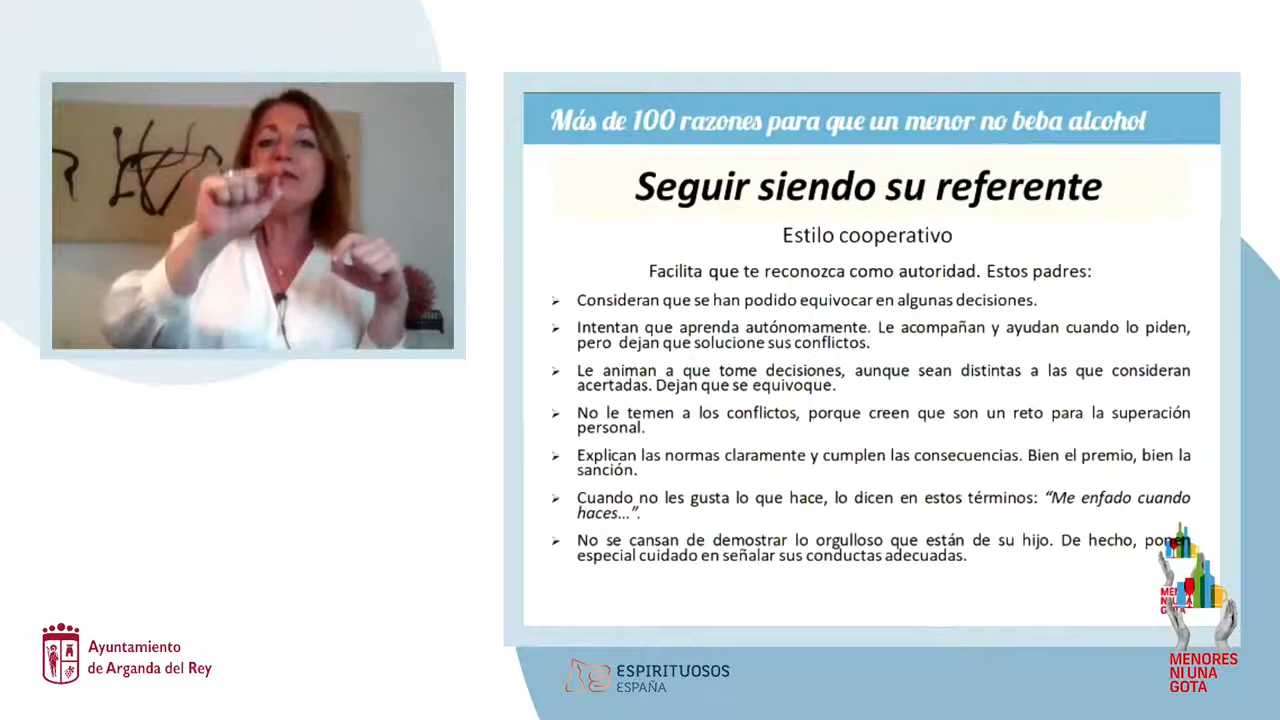 Más de 100 razones para que un menor no beba alcohol
Seguir siendo su referente
Estilo cooperativo
Facilita que te reconozca como autoridad. Estos padres:
Consideran que se han podido equivocar en algunas decisiones.
Intentan que aprenda autónomamente. Le acompañan y ayudan cuando lo piden,
pero dejan que solucione sus conflictos.
Le animan a que tome decisiones, aunque sean distintas a las que consideran
acertadas. Dejan que se equivoque.
No le temen a los conflictos, porque creen que son un reto para la superación
personal.
Explican las normas claramente y cumplen las consecuencias. Bien el premio, bien la
sanción.
Cuando no les gusta lo que hace, lo dicen en estos términos: “Me enfado cuando
haces...”.
No se cansan de demostrar lo orgulloso que están de su hijo. De hecho, ponen
especial cuidado en señalar sus conductas adecuadas.
Ayuntamiento
de Arganda del Rey
ESPIRITUOSOS
ESPAÑA
MENORES
NI UNA
GOTA